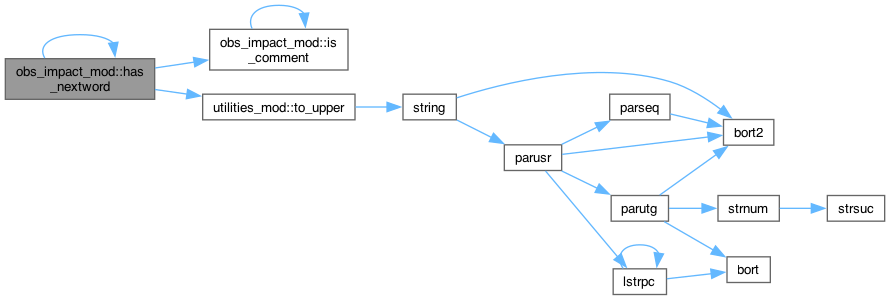 obs_impact_mod::has
_nextword
obs_impact_mod::is
_comment
utilities_mod::to_upper
string
parusr
parseq
bort2
parutg
strnum
strsuc
lstrpc
bort